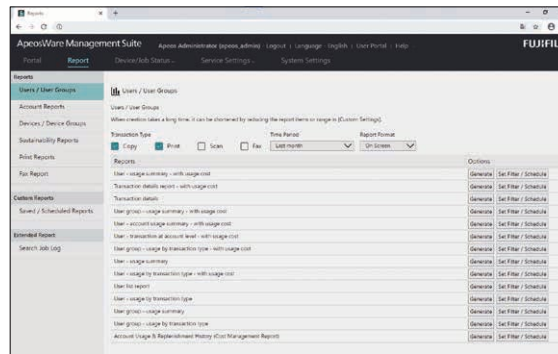 Reports
ApeosWare Management Suite
Apeos Administrator (apeos_admin) Logout | Language - English | User Portal | Help
FUJIFIL
Portal Report Device/Job Status... Service Settings... System Settings
Reports
Users / User Groups
Account Reports
Devices / Device Groups
Sustainability Reports
Print Reports
Fax Report
Custom Reports
Saved / Scheduled Reports
Extended Report
Search Job Log
Users / User Groups
Users / User Groups
When creation takes a long time, it can be shortened by reducing the report items or range in [Custom Settings].
Transaction Type Time Period Report Format
Copy Print Scan Fax Last month On Screen
Reports Options
User - usage summary - with usage cost Generate Set Filter / Schedule
Transaction details report - with usage cost Generate Set Filter / Schedule
Transaction details Generate Set Filter / Schedule
User group - usage summary - with usage cost Generate Set Filter / Schedule
User - account usage summary - with usage cost Generate Set Filter / Schedule
User - transaction at account level - with usage cost Generate Set Filter / Schedule
User group - usage by transaction type - with usage cost Generate Set Filter / Schedule
User - usage summary Generate Set Filter / Schedule
User - usage by transaction type - with usage cost Generate Set Filter / Schedule
User list report Generate Set Filter / Schedule
User - usage by transaction type Generate Set Filter / Schedule
User group - usage summary Generate Set Filter / Schedule
User group - usage by transaction type Generate Set Filter / Schedule
Account Usage & Replenishment History (Cost Management Report) Generate Set Filter / Schedule